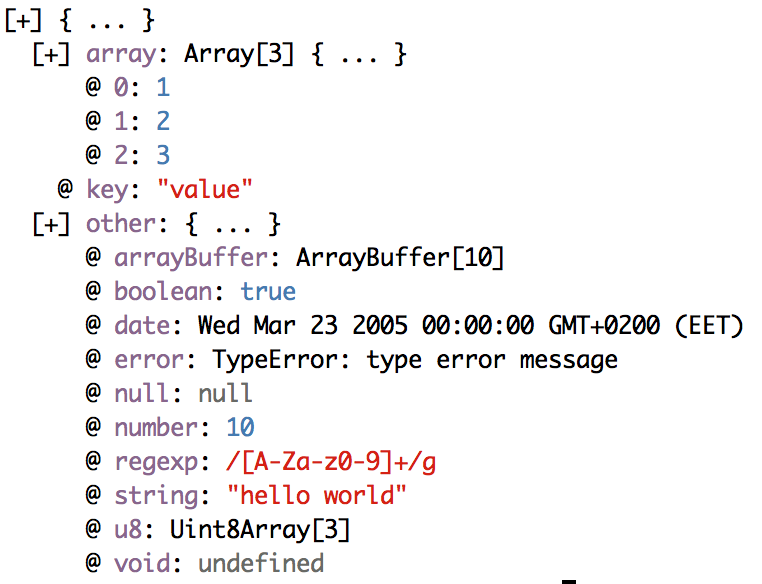 [+] { ... }
[+] array: Array[3] { ... }
@ 0: 1
@ 1: 2
@ 2: 3
@ key: "value"
[+] other: { ... }
@ arrayBuffer: ArrayBuffer[10]
@ boolean: true
@ date: Wed Mar 23 2005 00:00:00 GMT+0200 (EET)
@ error: TypeError: type error message
@ null: null
@ number: 10
@ regexp: /[A-Za-z0-9]+/g
@ string: "hello world"
@ u8: Uint8Array[3]
@ void: undefined